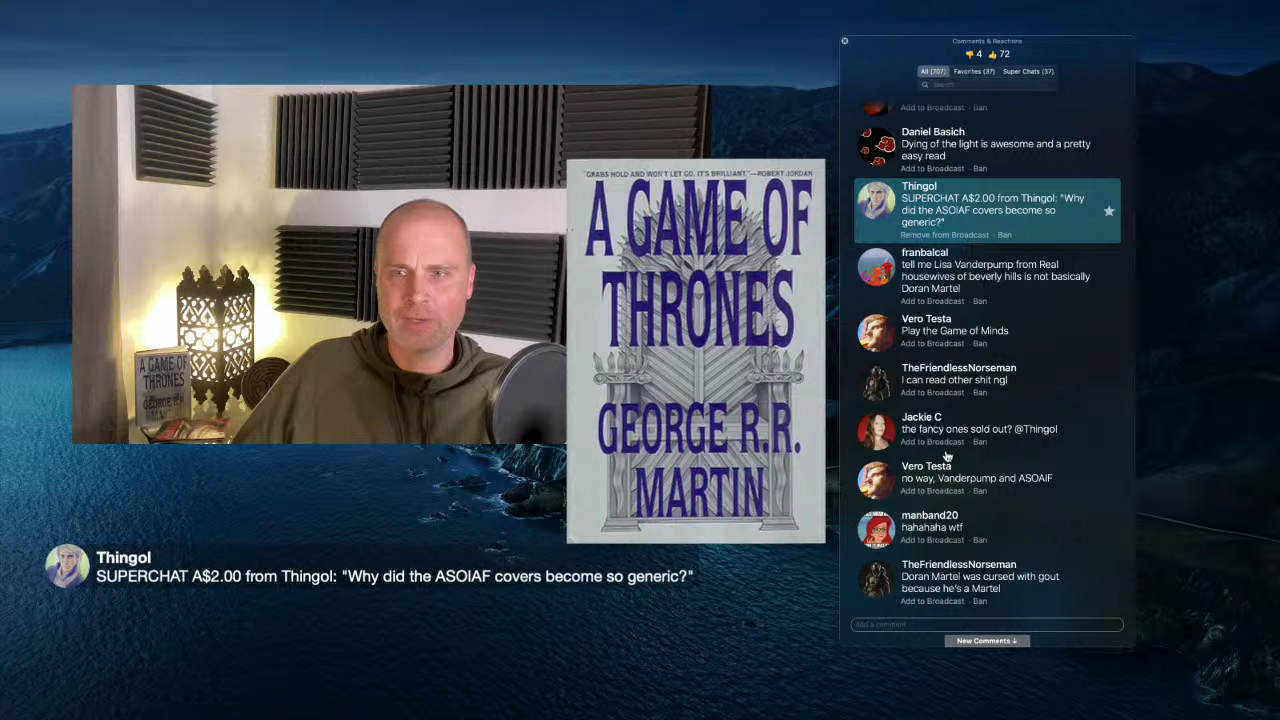 "GRABS HOLD AND WON'T LET GO. IT'S BRILLIANT."—ROBERT JORDAN
A GAME OF
THRONES
GEORGE R.R.
MARTIN
A GAME OF
THRONES
GEORGE R.R.
Thingol
SUPERCHAT A$2.00 from Thingol: "Why did the ASOIAF covers become so generic?"
Comments & Reactions
4 72
All (707) Favorites (37) Super Chats (37)
Search
Add to Broadcast · Ban
Daniel Basich
Dying of the light is awesome and a pretty
easy read
Add to Broadcast · Ban
Thingol
SUPERCHAT A$2.00 from Thingol: "Why
did the ASOIAF covers become so
generic?"
Remove from Broadcast · Ban
franbalcal
tell me Lisa Vanderpump from Real
housewives of beverly hills is not basically
Doran Martel
Add to Broadcast · Ban
Vero Testa
Play the Game of Minds
Add to Broadcast · Ban
TheFriendlessNorseman
I can read other shit ngl
Add to Broadcast · Ban
Jackie C
the fancy ones sold out? @Thingol
Add to Broadcast · Ban
Vero Testa
no way, Vanderpump and ASOAIF
Add to Broadcast · Ban
manband20
hahahaha wtf
Add to Broadcast · Ban
TheFriendlessNorseman
Doran Martel was cursed with gout
because he's a Martel
Add to Broadcast · Ban
Add a comment
New Comments ↓